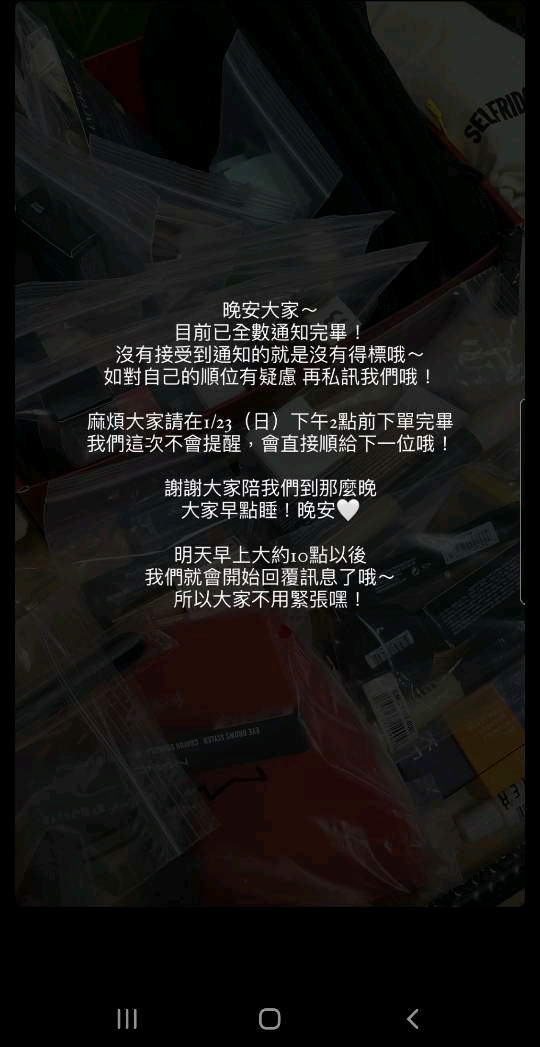 SELFRID
晚安大家～
目前已全數通知完畢！
沒有接受到通知的就是沒有得標哦～
如對自己的順位有疑慮 再私訊我們哦！
麻煩大家請在1/23（日）下午2點前下單完畢
我們這次不會提醒，會直接順給下一位哦！
謝謝大家陪我們到那麼晚
大家早點睡！晚安🤍
明天早上大約10點以後
我們就會開始回覆訊息了哦～
所以大家不用緊張嘿！
EYE BROWS STYLER